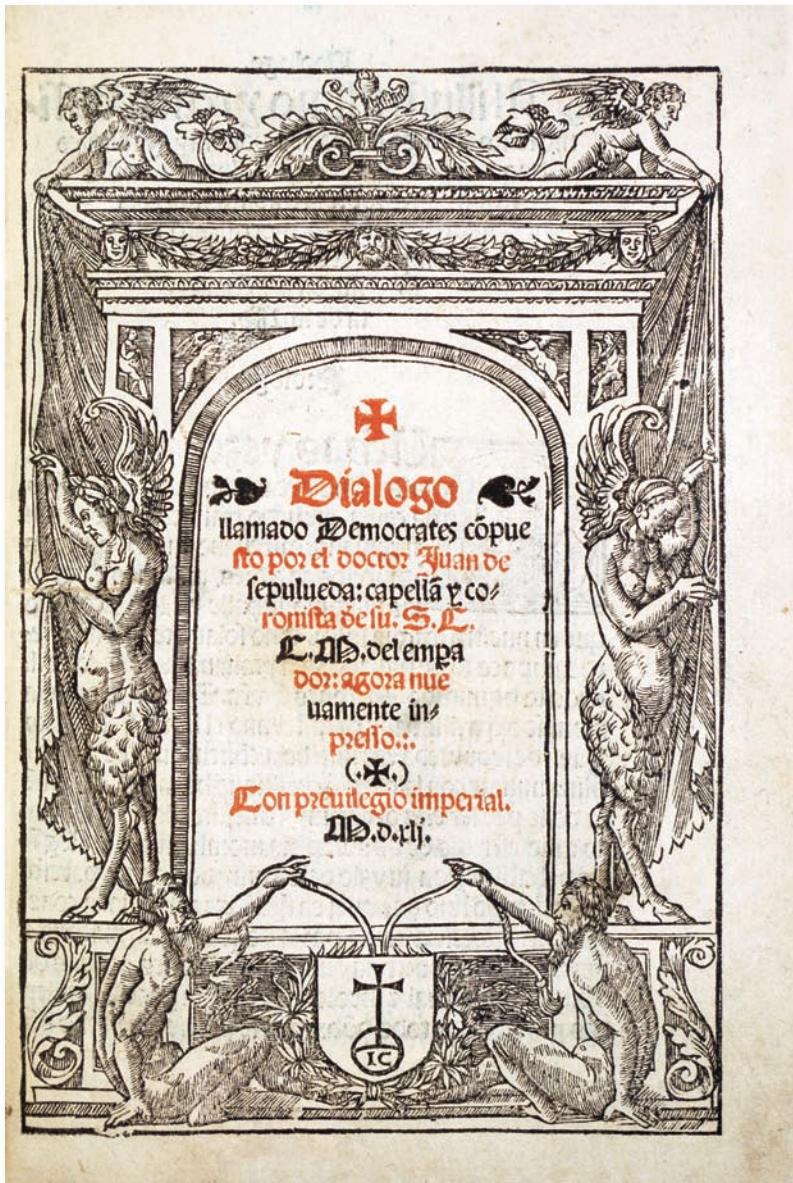 Dialogo
llamado Democrates cõpue
sto por el doctor Juan de
sepulueda: capellã y co-
ronista de su. S. C.
C. M. del empa
dor: agora nue
uamente in-
presso.:.
(.✠.)
Con preuilegio imperial.
M.d.xlj.
IC